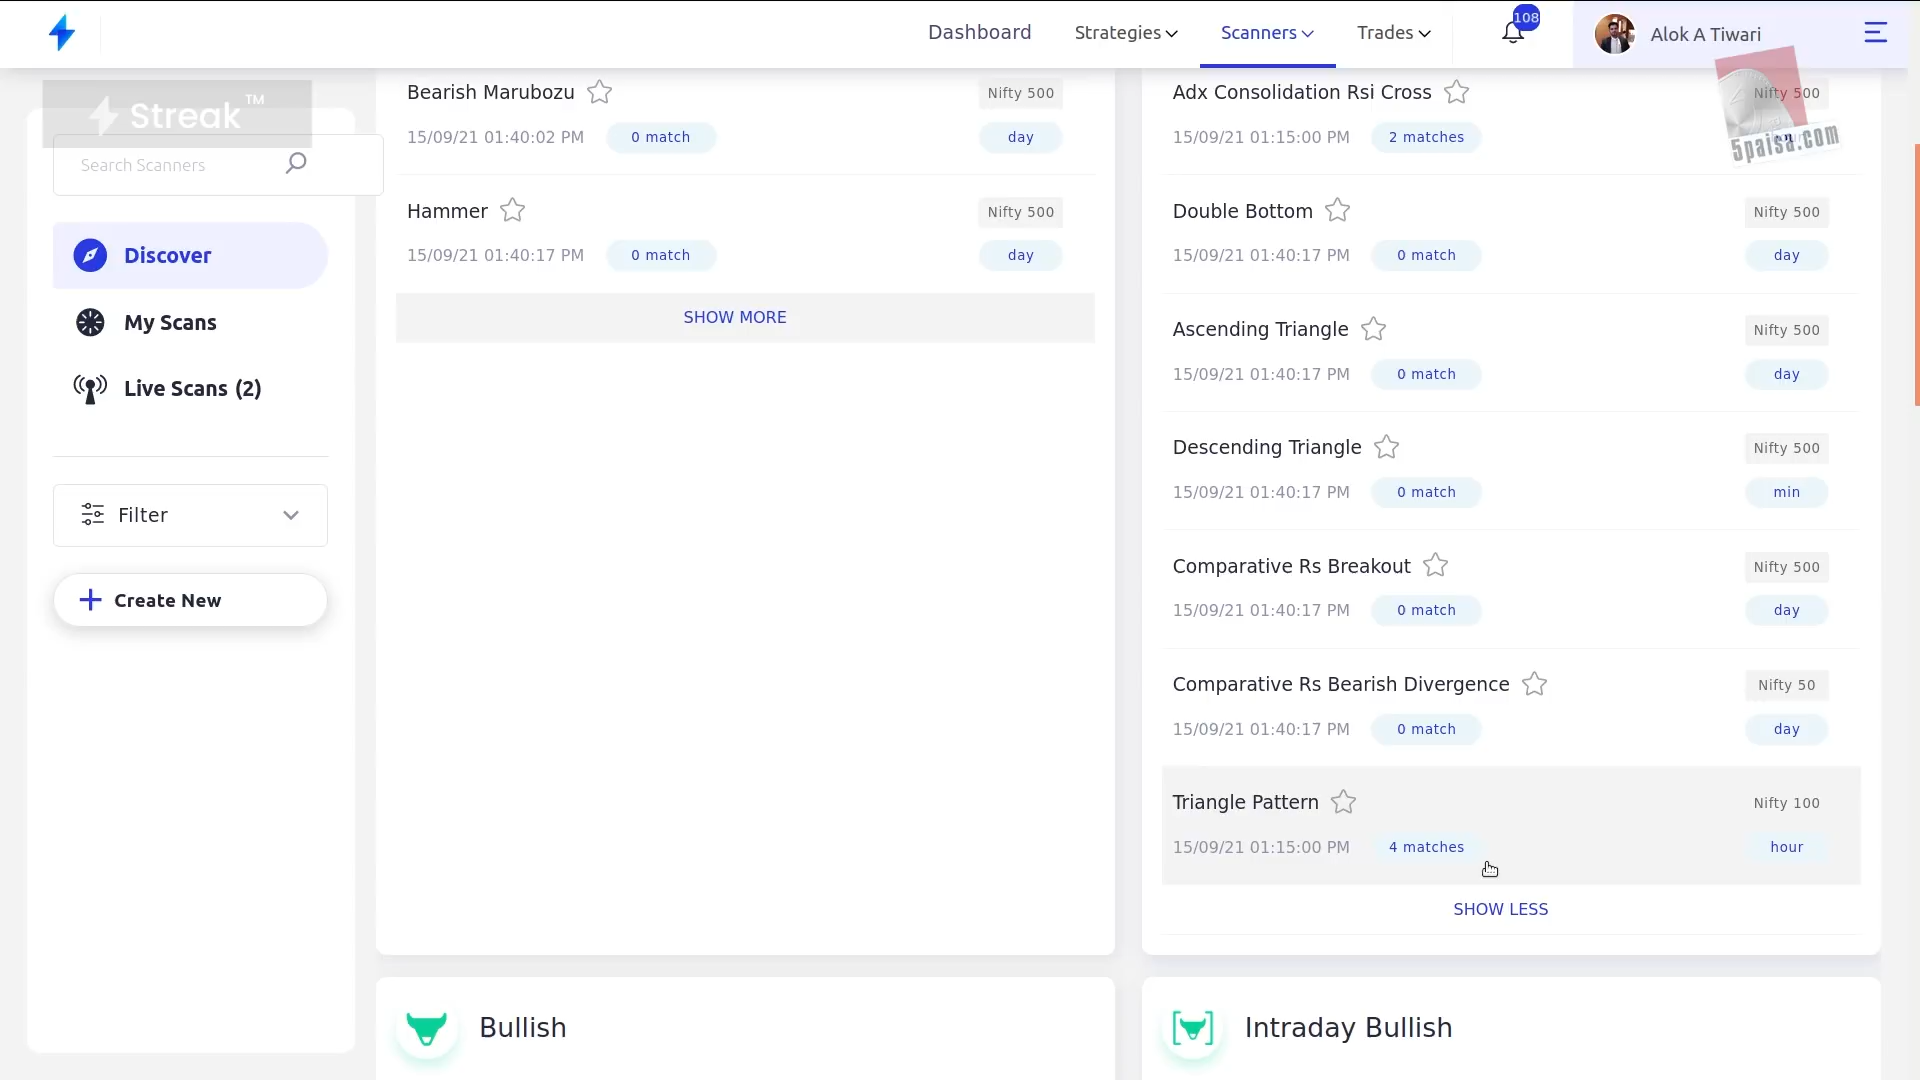 Dashboard
Strategies
Scanners
Trades
108
Alok A Tiwari
Streak™
Search Scanners
Discover
My Scans
Live Scans (2)
Filter
Create New
Bearish Marubozu
Nifty 500
15/09/21 01:40:02 PM
0 match
day
Hammer
Nifty 500
15/09/21 01:40:17 PM
0 match
day
SHOW MORE
Adx Consolidation Rsi Cross
Nifty 500
15/09/21 01:15:00 PM
2 matches
hour
5paisa.com
Double Bottom
Nifty 500
15/09/21 01:40:17 PM
0 match
day
Ascending Triangle
Nifty 500
15/09/21 01:40:17 PM
0 match
day
Descending Triangle
Nifty 500
15/09/21 01:40:17 PM
0 match
min
Comparative Rs Breakout
Nifty 500
15/09/21 01:40:17 PM
0 match
day
Comparative Rs Bearish Divergence
Nifty 50
15/09/21 01:40:17 PM
0 match
day
Triangle Pattern
Nifty 100
15/09/21 01:15:00 PM
4 matches
hour
SHOW LESS
Bullish
Intraday Bullish